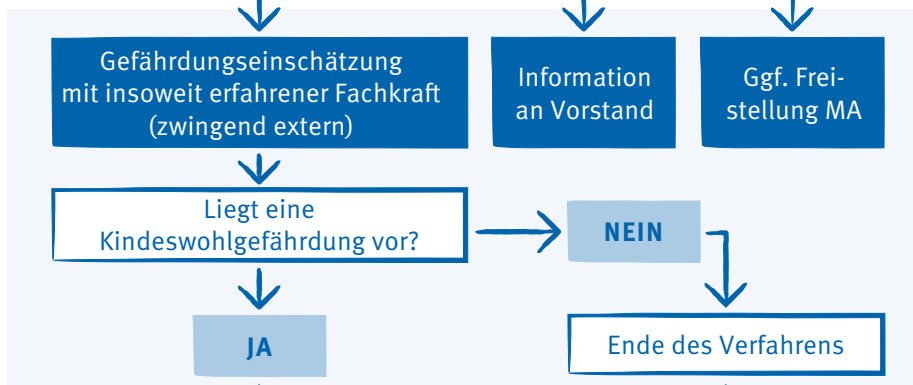 Gefährdungseinschätzung
mit insoweit erfahrener Fachkraft
(zwingend extern)
Information
an Vorstand
Ggf. Frei-
stellung MA
Liegt eine
Kindeswohlgefährdung vor?
NEIN
JA
Ende des Verfahrens